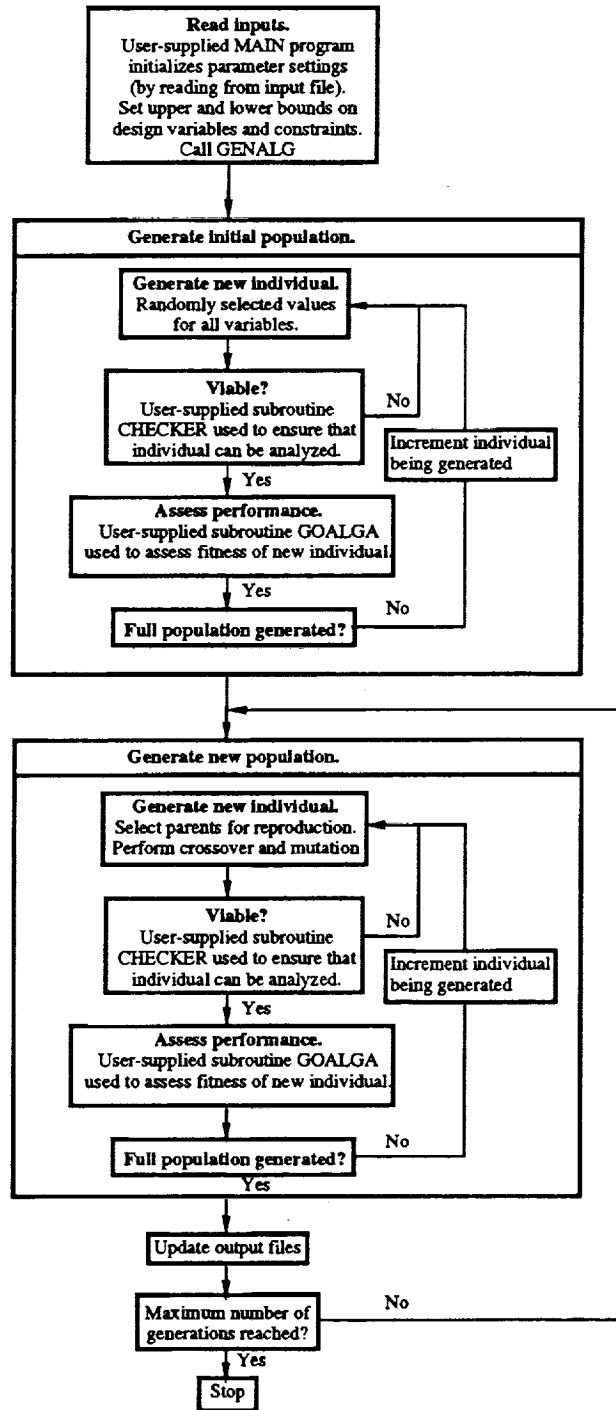 Read inputs.
User-supplied MAIN program
initializes parameter settings
(by reading from input file).
Set upper and lower bounds on
design variables and constraints.
Call GENALG
Generate initial population.
Generate new individual.
Randomly selected values
for all variables.
Viable?
User-supplied subroutine
CHECKER used to ensure that
individual can be analyzed.
No
Increment individual
being generated
Yes
Assess performance.
User-supplied subroutine GOALGA
used to assess fitness of new individual.
Yes
Full population generated?
No
Generate new population.
Generate new individual.
Select parents for reproduction.
Perform crossover and mutation
Viable?
User-supplied subroutine
CHECKER used to ensure that
individual can be analyzed.
No
Increment individual
being generated
Yes
Assess performance.
User-supplied subroutine GOALGA
used to assess fitness of new individual.
Full population generated?
No
Yes
Update output files
Maximum number of
generations reached?
No
Yes
Stop